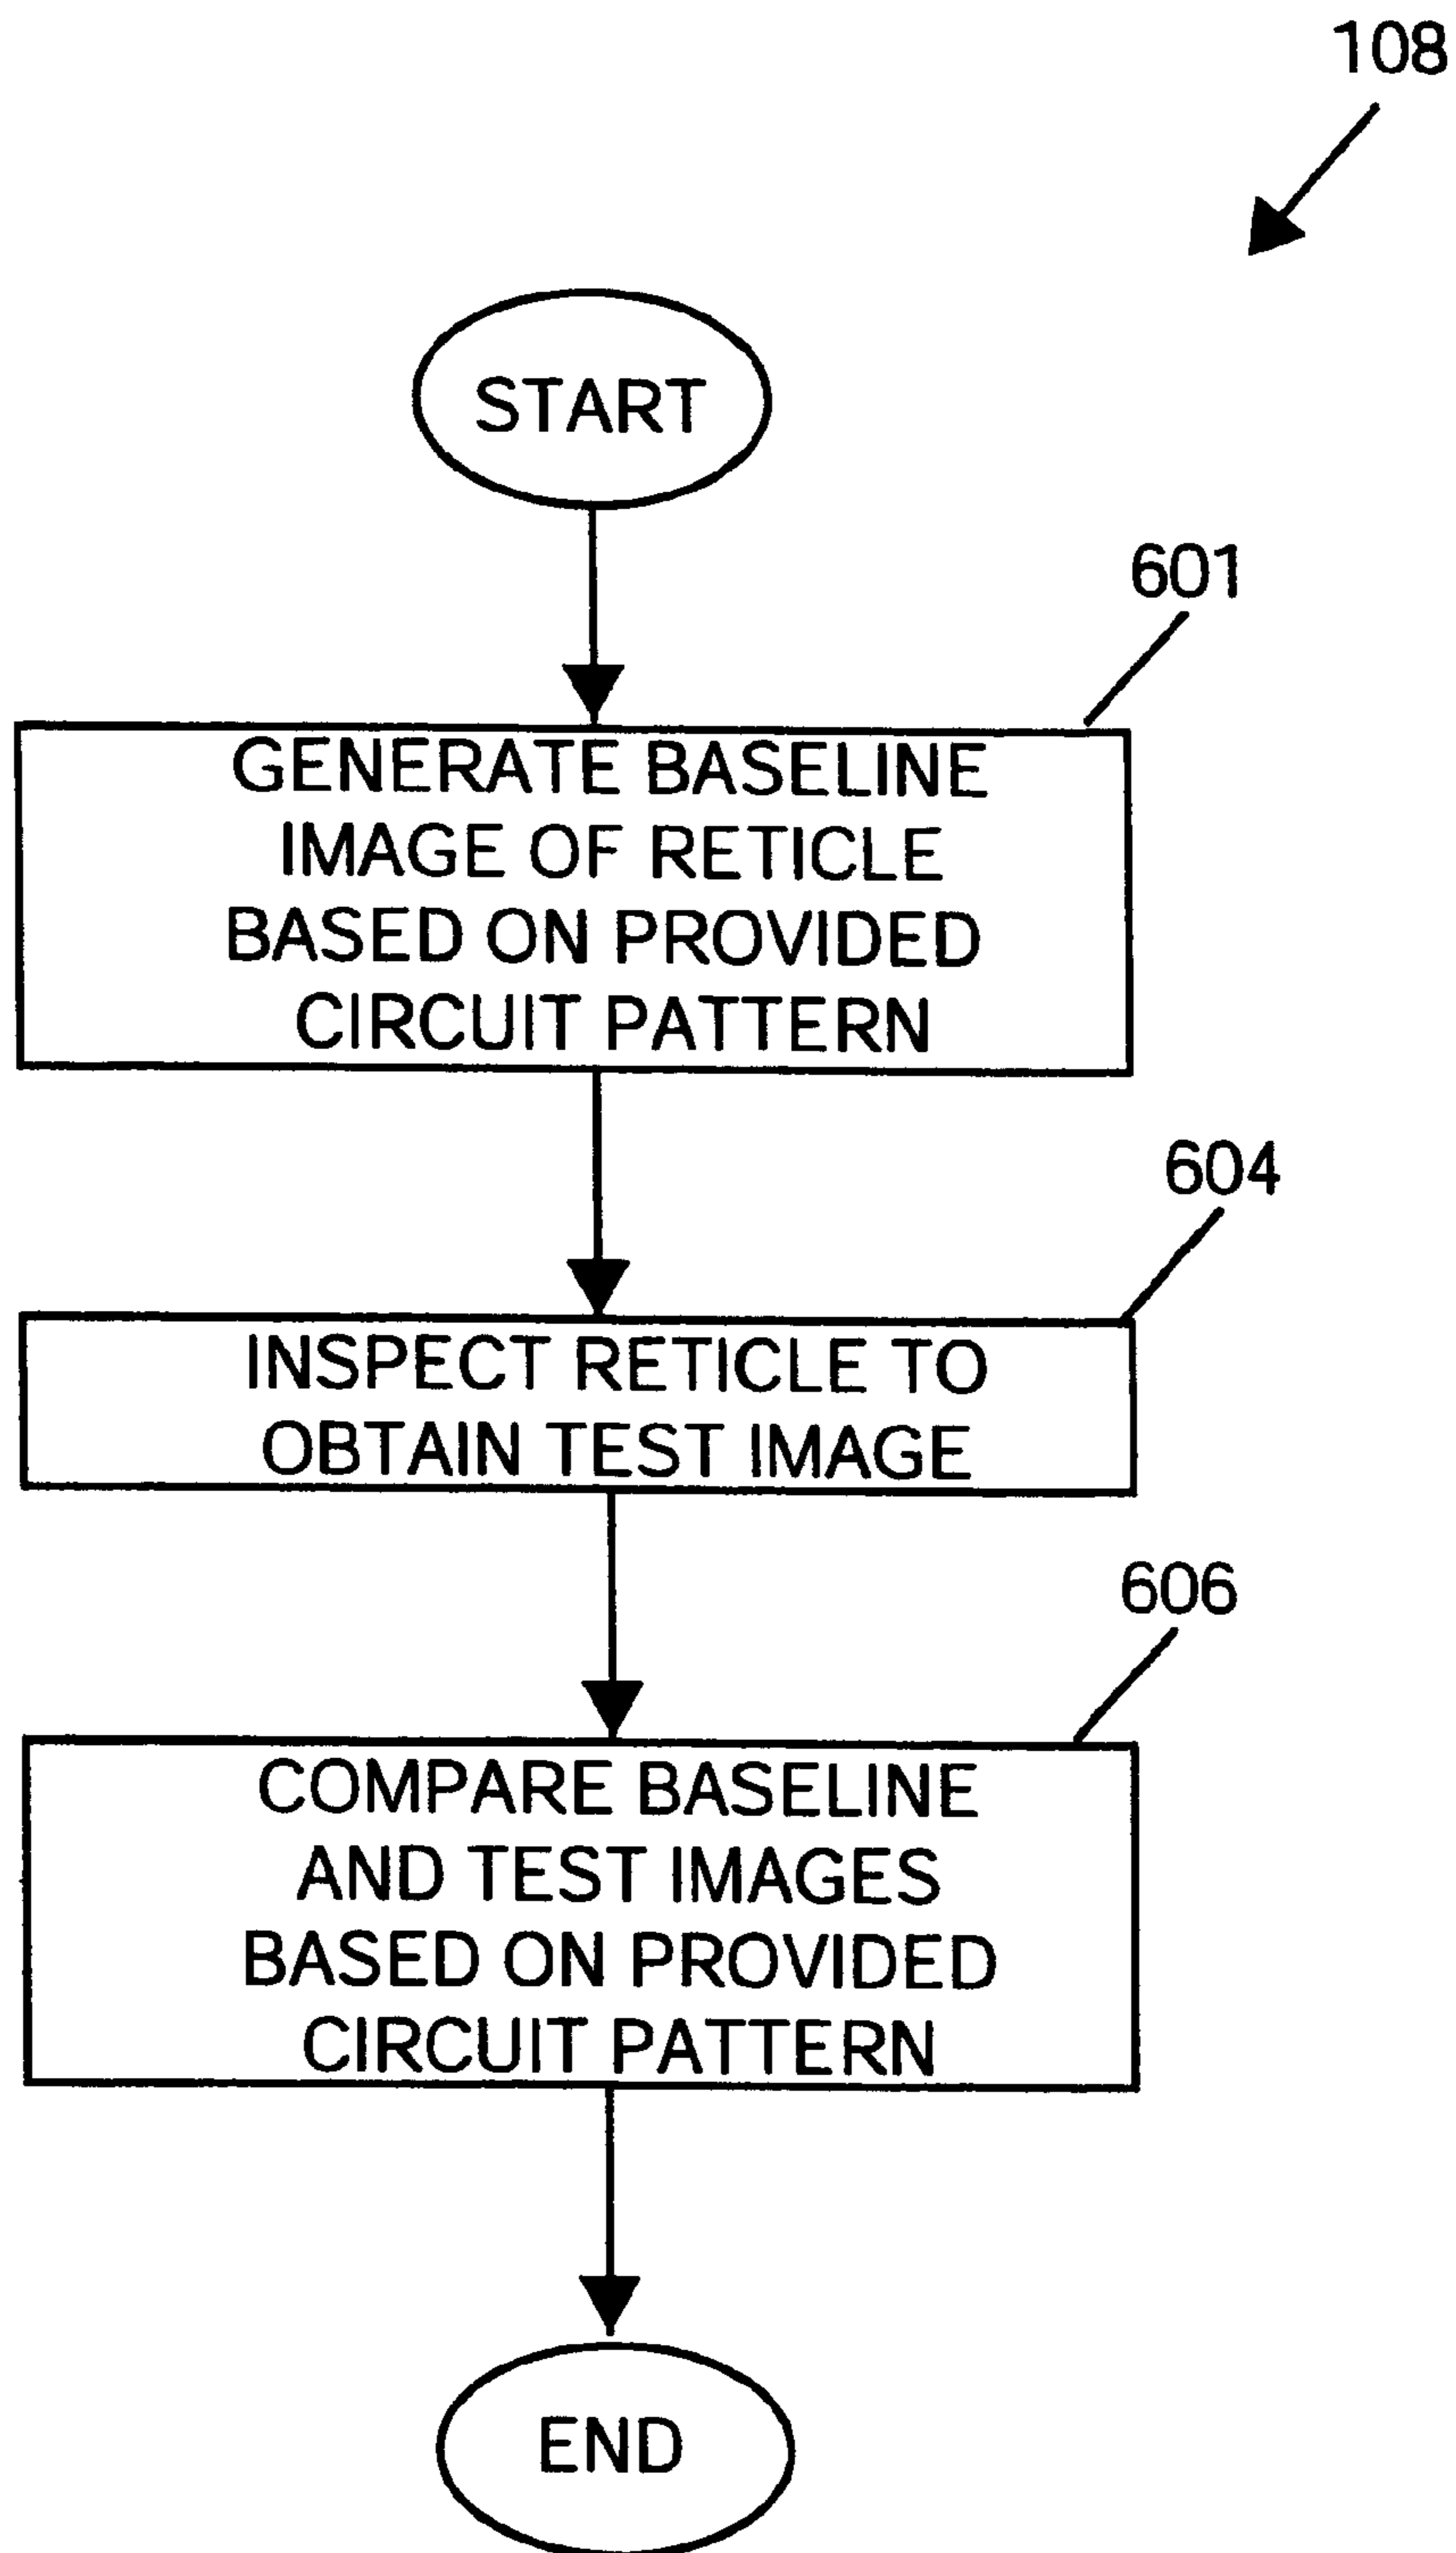 108
START
601
GENERATE BASELINE
IMAGE OF RETICLE
BASED ON PROVIDED
CIRCUIT PATTERN
604
INSPECT RETICLE TO
OBTAIN TEST IMAGE
606
COMPARE BASELINE
AND TEST IMAGES
BASED ON PROVIDED
CIRCUIT PATTERN
END